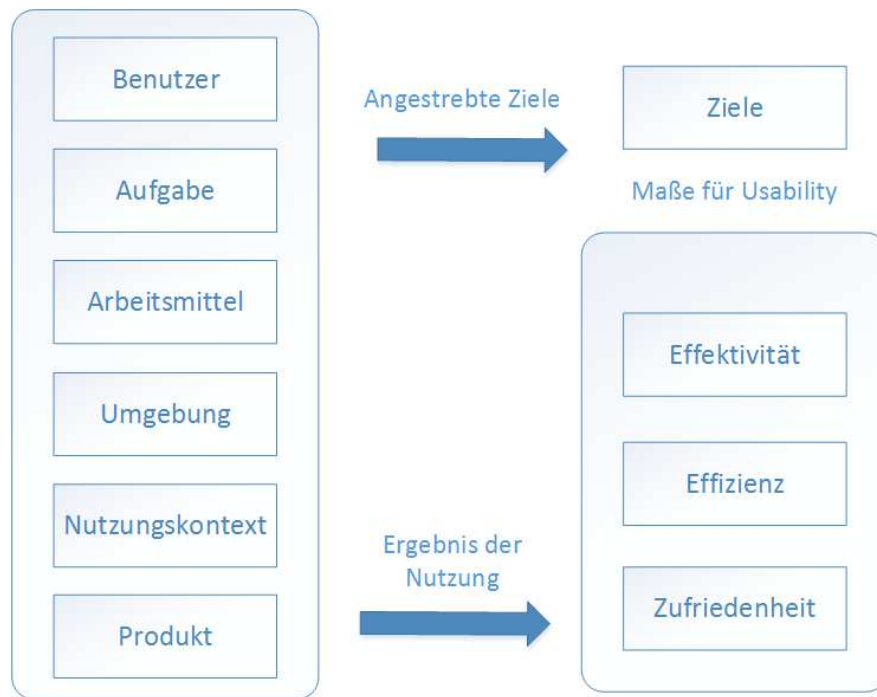 Benutzer
Aufgabe
Arbeitsmittel
Umgebung
Nutzungskontext
Produkt
Angestrebte Ziele
Ergebnis der
Nutzung
Ziele
Maße für Usability
Effektivität
Effizienz
Zufriedenheit